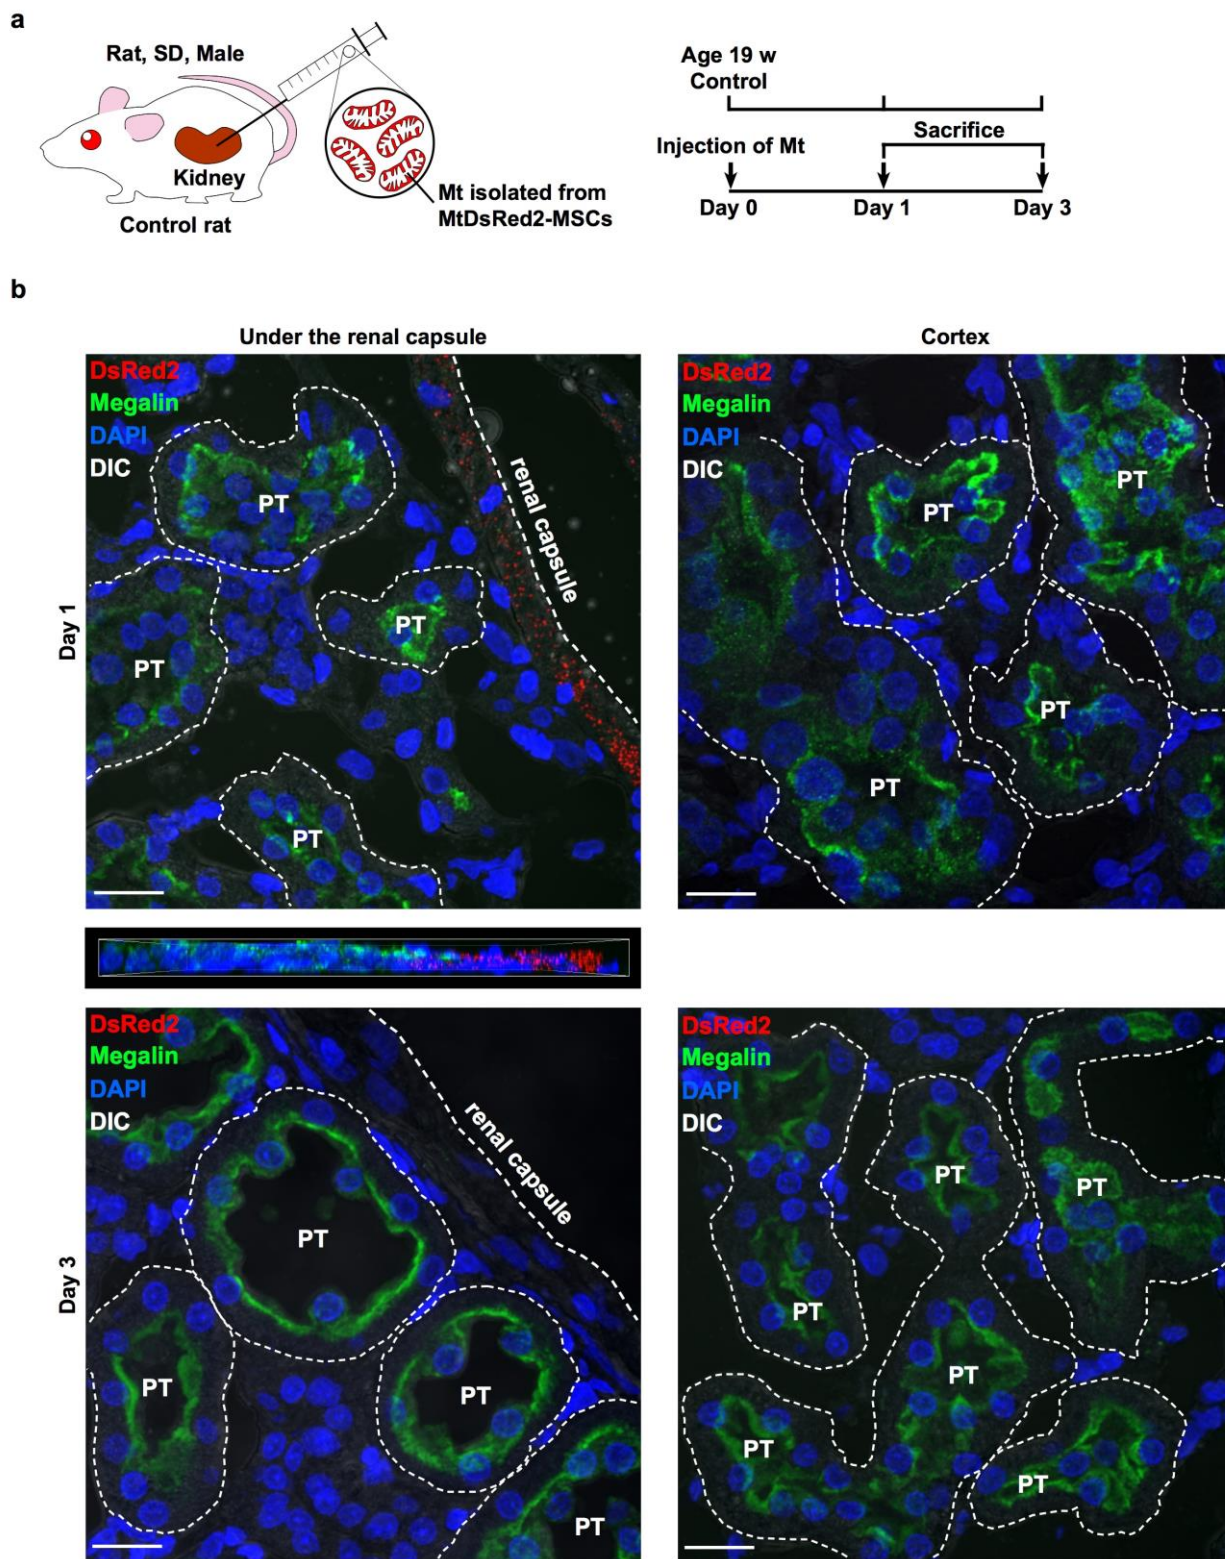 a
Rat, SD, Male
Kidney
Control rat
Mt isolated from
MtDsRed2-MSCs
Age 19 w
Control
Sacrifice
Injection of Mt
Day 0
Day 1
Day 3
b
Under the renal capsule
Cortex
Day 1
DsRed2
Megalin
DAPI
DIC
PT
PT
PT
PT
renal capsule
DsRed2
Megalin
DAPI
DIC
PT
PT
PT
PT
Day 3
DsRed2
Megalin
DAPI
DIC
renal capsule
PT
PT
PT
PT
DsRed2
Megalin
DAPI
DIC
PT
PT
PT
PT
PT
PT